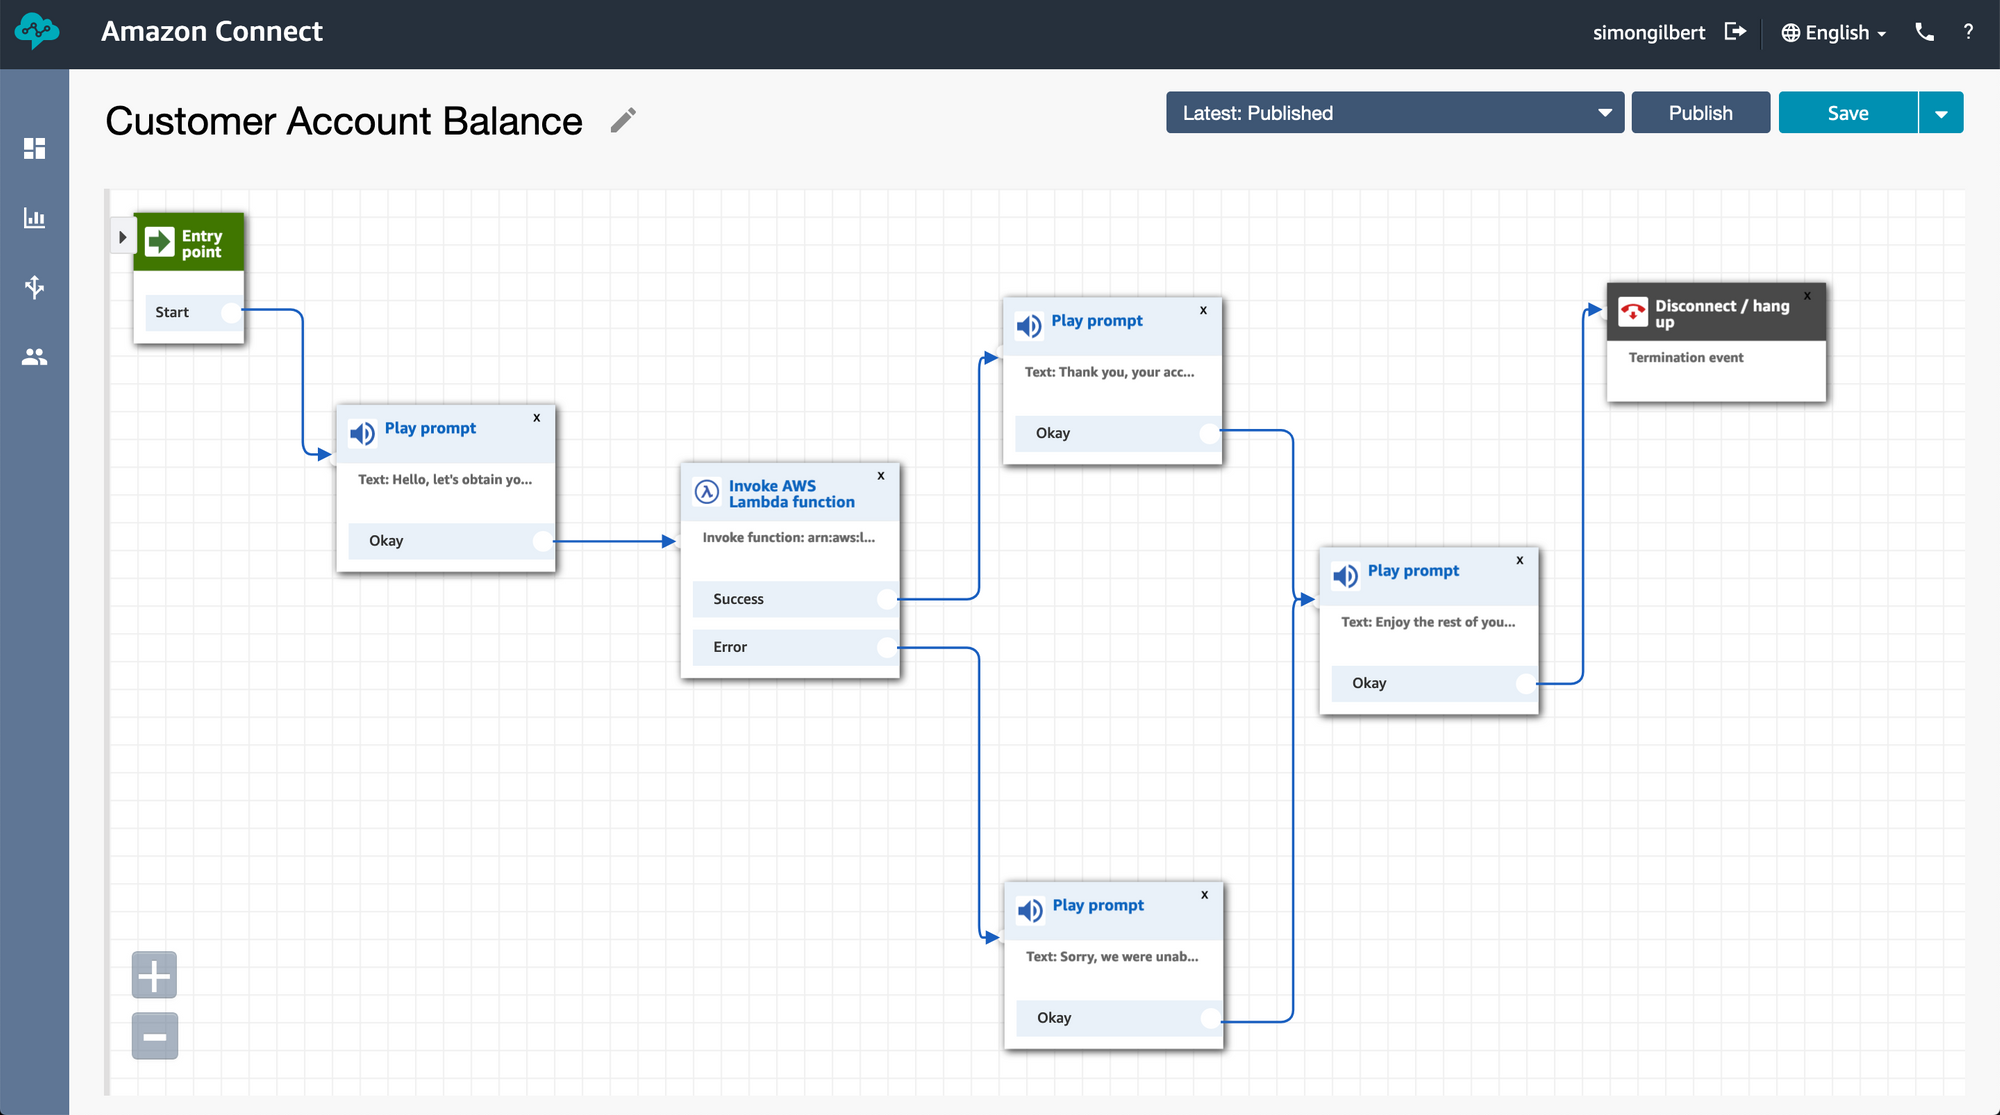 Amazon Connect
simongilbert
English
?
Customer Account Balance
Latest: Published
Publish
Save
Entry
point
Start
Play prompt
x
Text: Hello, let's obtain yo...
Okay
Invoke AWS
Lambda function
x
Invoke function: arn:aws:l...
Success
Error
Play prompt
x
Text: Thank you, your acc...
Okay
Play prompt
x
Text: Sorry, we were unab...
Okay
Play prompt
x
Text: Enjoy the rest of you...
Okay
Disconnect / hang
up
x
Termination event